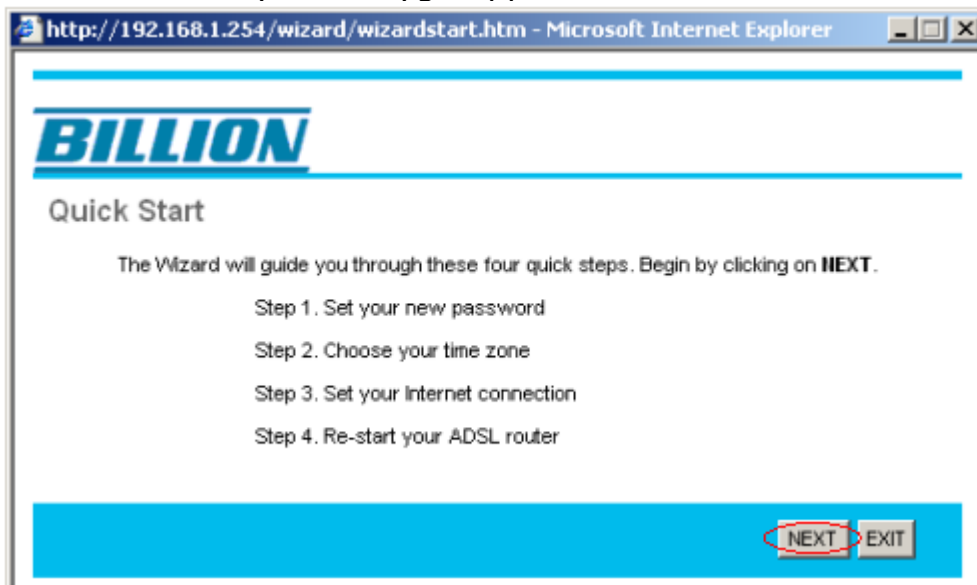 http://192.168.1.254/wizard/wizardstart.htm - Microsoft Internet Explorer
BILLION
Quick Start
The Wizard will guide you through these four quick steps. Begin by clicking on NEXT.
Step 1. Set your new password
Step 2. Choose your time zone
Step 3. Set your Internet connection
Step 4. Re-start your ADSL router
NEXT EXIT